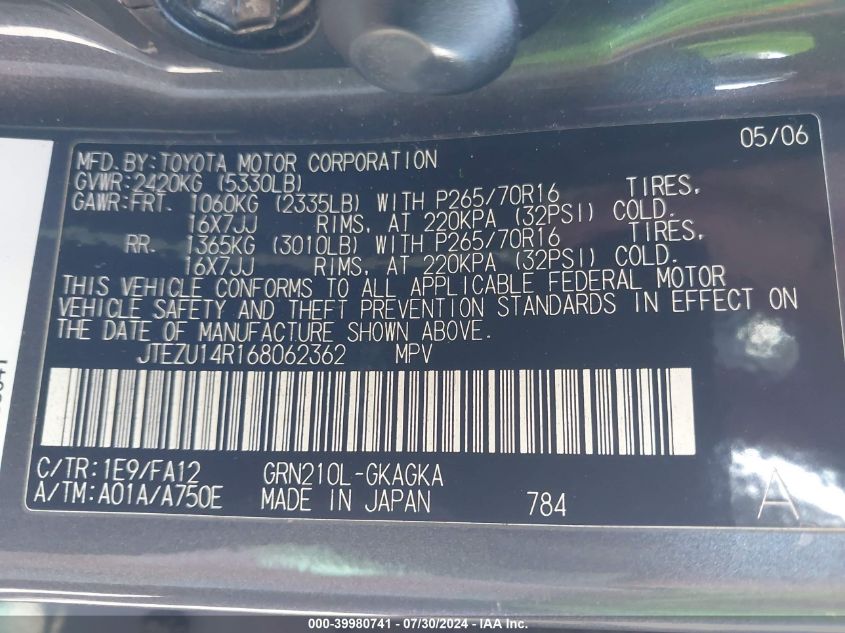 05/06
MFD.BY:TOYOTA MOTOR CORPORATION
GVWR:2420KG (5330LB)
GAWR:FRT. 1060KG (2335LB) WITH P265/70R16 TIRES,
16X7JJ RIMS, AT 220KPA (32PSI) COLD.
RR. 1365KG (3010LB) WITH P265/70R16 TIRES,
16X7JJ RIMS, AT 220KPA (32PSI) COLD.
THIS VEHICLE CONFORMS TO ALL APPLICABLE FEDERAL MOTOR
VEHICLE SAFETY AND THEFT PREVENTION STANDARDS IN EFFECT ON
THE DATE OF MANUFACTURE SHOWN ABOVE.
JTEZU14R168062362 MPV
C/TR:1E9/FA12 GRN210L-GKAGKA
A/TM:A01A/A750E MADE IN JAPAN 784 A
000-39980741 - 07/30/2024 - IAA Inc.